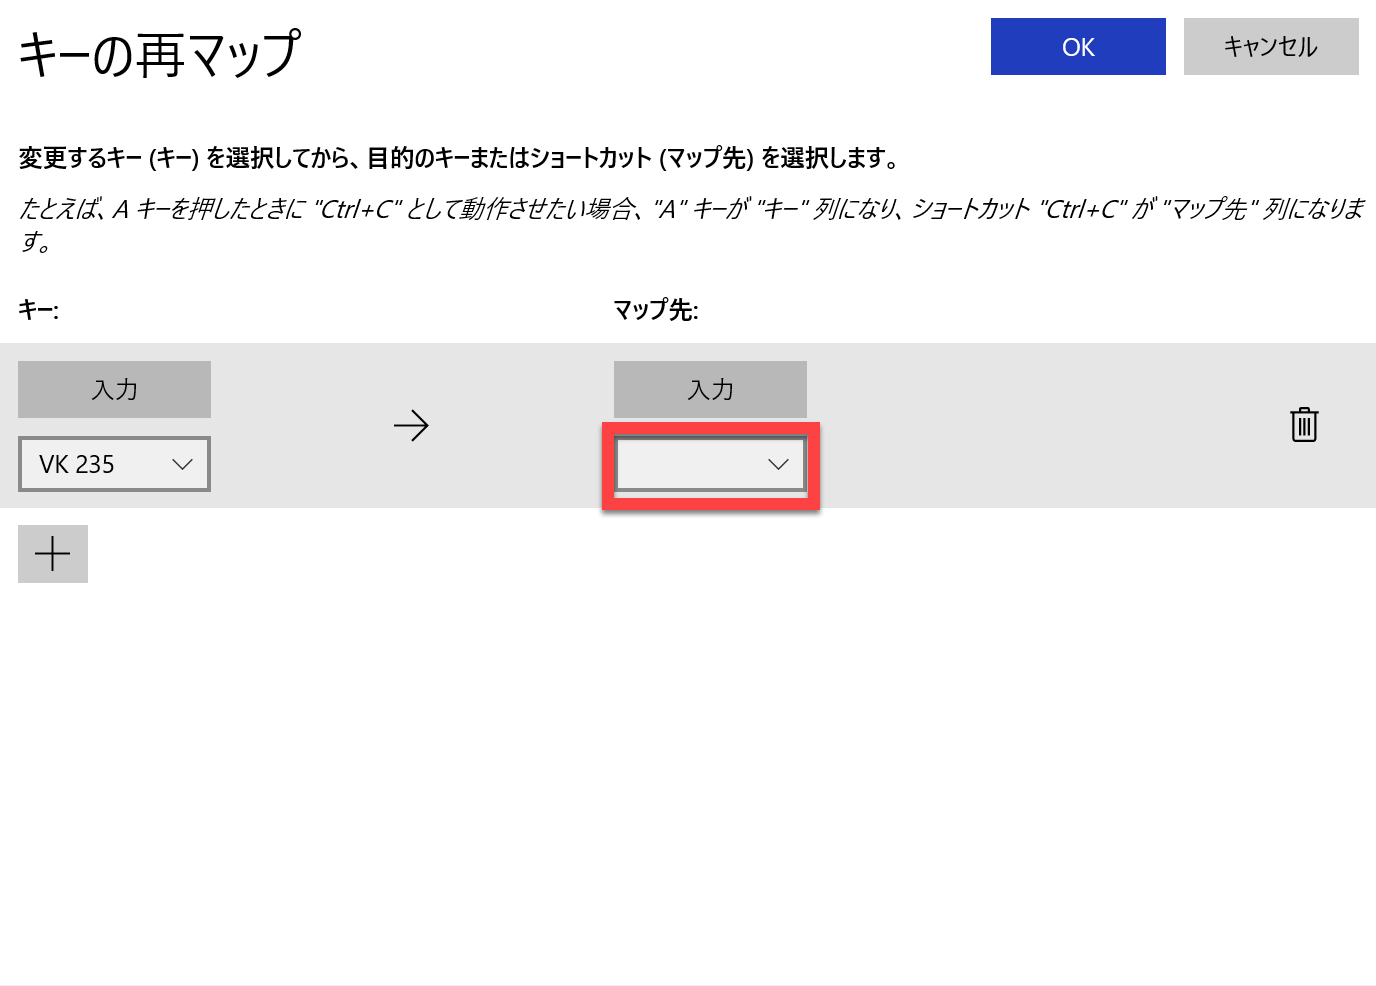 キーの再マップ
OK
キャンセル
変更するキー (キー) を選択してから、目的のキーまたはショートカット (マップ先) を選択します。
たとえば、A キーを押したときに "Ctrl+C" として動作させたい場合、"A" キーが "キー" 列になり、ショートカット "Ctrl+C" が "マップ先" 列になりま
す。
キー:
マップ先:
入力
入力
VK 235